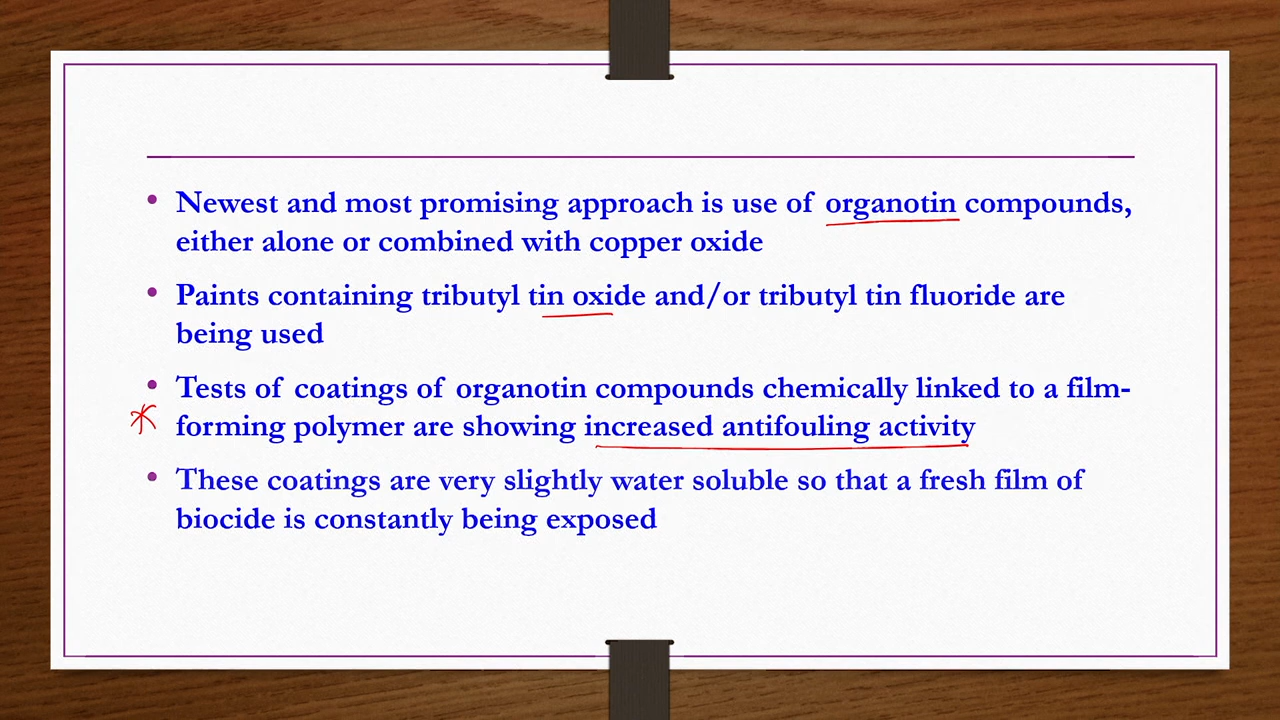 • Newest and most promising approach is use of organotin compounds,
either alone or combined with copper oxide
• Paints containing tributyl tin oxide and/or tributyl tin fluoride are
being used
• Tests of coatings of organotin compounds chemically linked to a film-
forming polymer are showing increased antifouling activity
• These coatings are very slightly water soluble so that a fresh film of
biocide is constantly being exposed